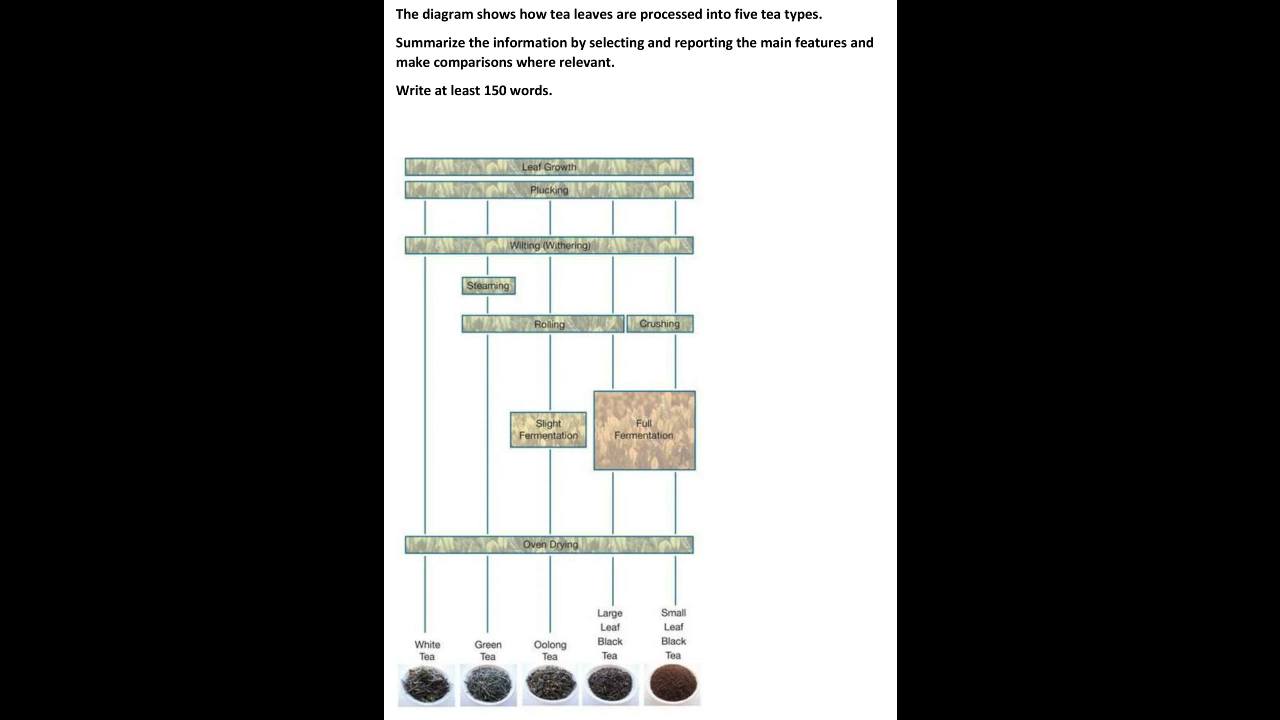 The diagram shows how tea leaves are processed into five tea types.
Summarize the information by selecting and reporting the main features and
make comparisons where relevant.
Write at least 150 words.
Leaf Growth
Plucking
Wilting (Withering)
Steaming
Rolling
Crushing
Slight
Fermentation
Full
Fermentation
Oven Drying
White
Tea
Green
Tea
Oolong
Tea
Large
Leaf
Black
Tea
Small
Leaf
Black
Tea